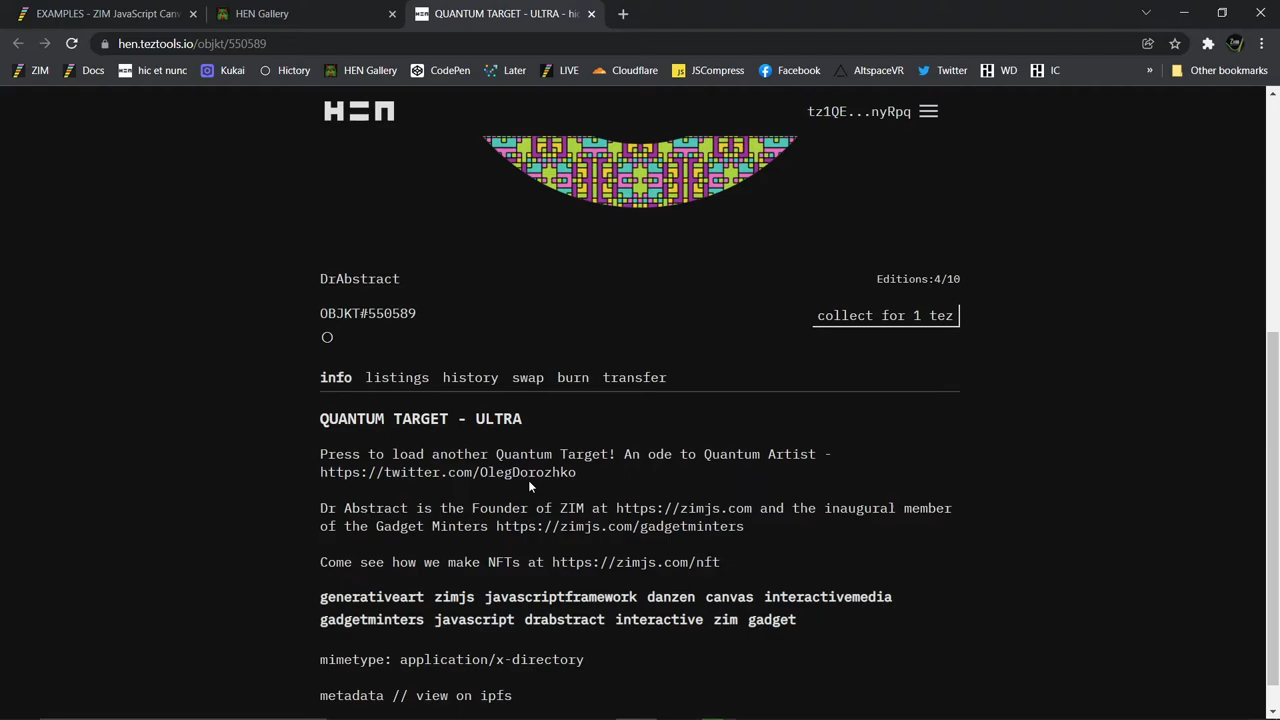 EXAMPLES - ZIM JavaScript Canv
HEN Gallery
QUANTUM TARGET - ULTRA - hic
hen.teztools.io/objkt/550589
ZIM
Docs
hic et nunc
Kukai
Hictory
HEN Gallery
CodePen
Later
LIVE
Cloudflare
JSCompress
Facebook
AltspaceVR
Twitter
WD
IC
»
Other bookmarks
HEN
tz1QE...nyRpq
DrAbstract
Editions:4/10
OBJKT#550589
collect for 1 tez
info listings history swap burn transfer
QUANTUM TARGET - ULTRA
Press to load another Quantum Target! An ode to Quantum Artist -
https://twitter.com/OlegDorozhko
Dr Abstract is the Founder of ZIM at https://zimjs.com and the inaugural member
of the Gadget Minters https://zimjs.com/gadgetminters
Come see how we make NFTs at https://zimjs.com/nft
generativeart zimjs javascriptframework danzen canvas interactivemedia
gadgetminters javascript drabstract interactive zim gadget
mimetype: application/x-directory
metadata // view on ipfs